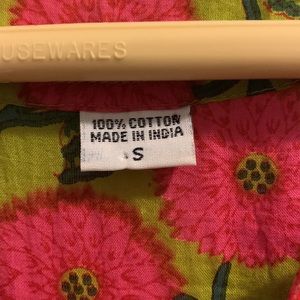 USEWARES
100% COTTON
MADE IN INDIA
S